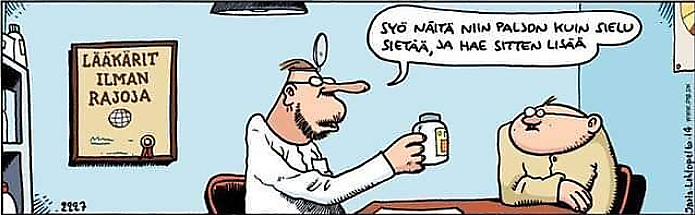 LÄÄKÄRIT
ILMAN
RAJOJA
SYÖ NÄITÄ NIIN PALJON KUIN SIELU
SIETÄÄ, JA HAE SITTEN LISÄÄ
2227